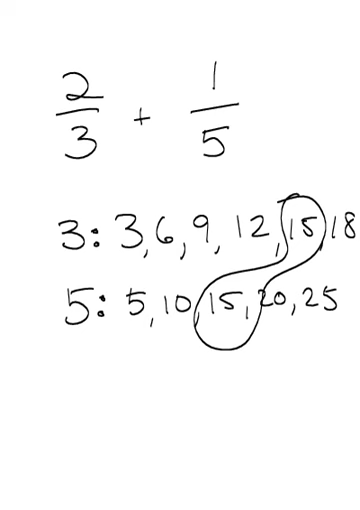 2/3 + 1/5
3: 3, 6, 9, 12, 15 18
5: 5, 10, 15, 20, 25